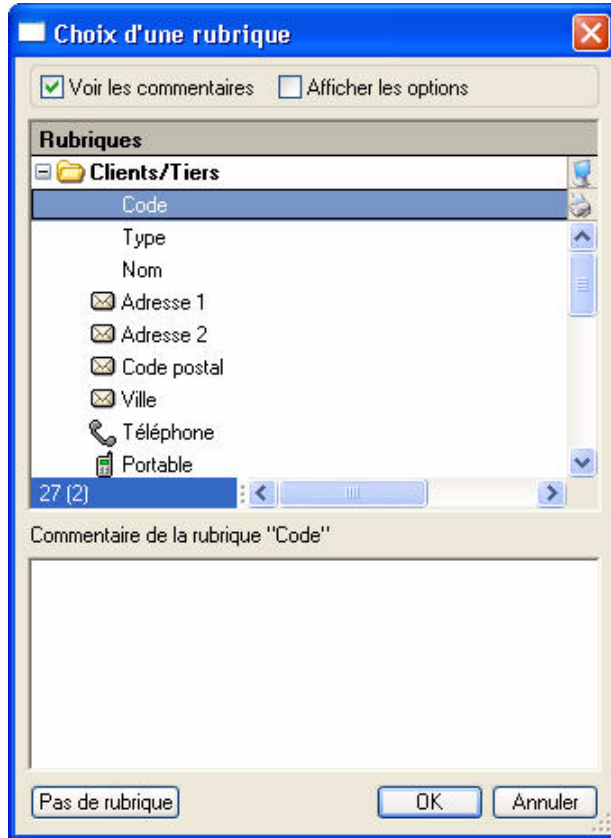 Choix d'une rubrique
Voir les commentaires Afficher les options
Rubriques
Clients/Tiers
Code
Type
Nom
Adresse 1
Adresse 2
Code postal
Ville
Téléphone
Portable
27 (2)
Commentaire de la rubrique "Code"
Pas de rubrique OK Annuler